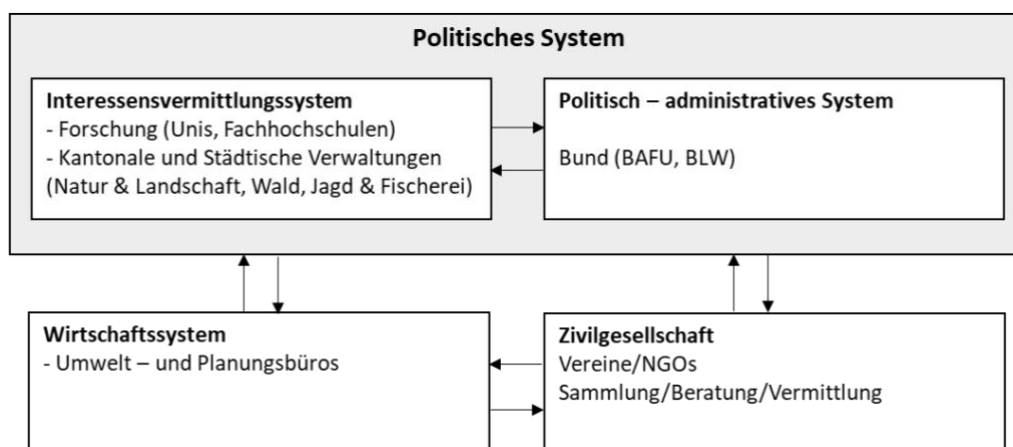 Politisches System
Interessensvermittlungssystem
- Forschung (Unis, Fachhochschulen)
- Kantonale und Städtische Verwaltungen
(Natur & Landschaft, Wald, Jagd & Fischerei)
Politisch – administratives System
Bund (BAFU, BLW)
Wirtschaftssystem
- Umwelt – und Planungsbüros
Zivilgesellschaft
Vereine/NGOs
Sammlung/Beratung/Vermittlung